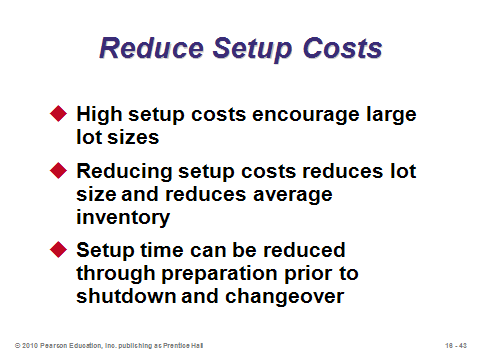 Reduce Setup Costs
High setup costs encourage large
lot sizes
Reducing setup costs reduces lot
size and reduces average
inventory
Setup time can be reduced
through preparation prior to
shutdown and changeover
© 2010 Pearson Education, Inc. publishing as Prentice Hall
16 - 43